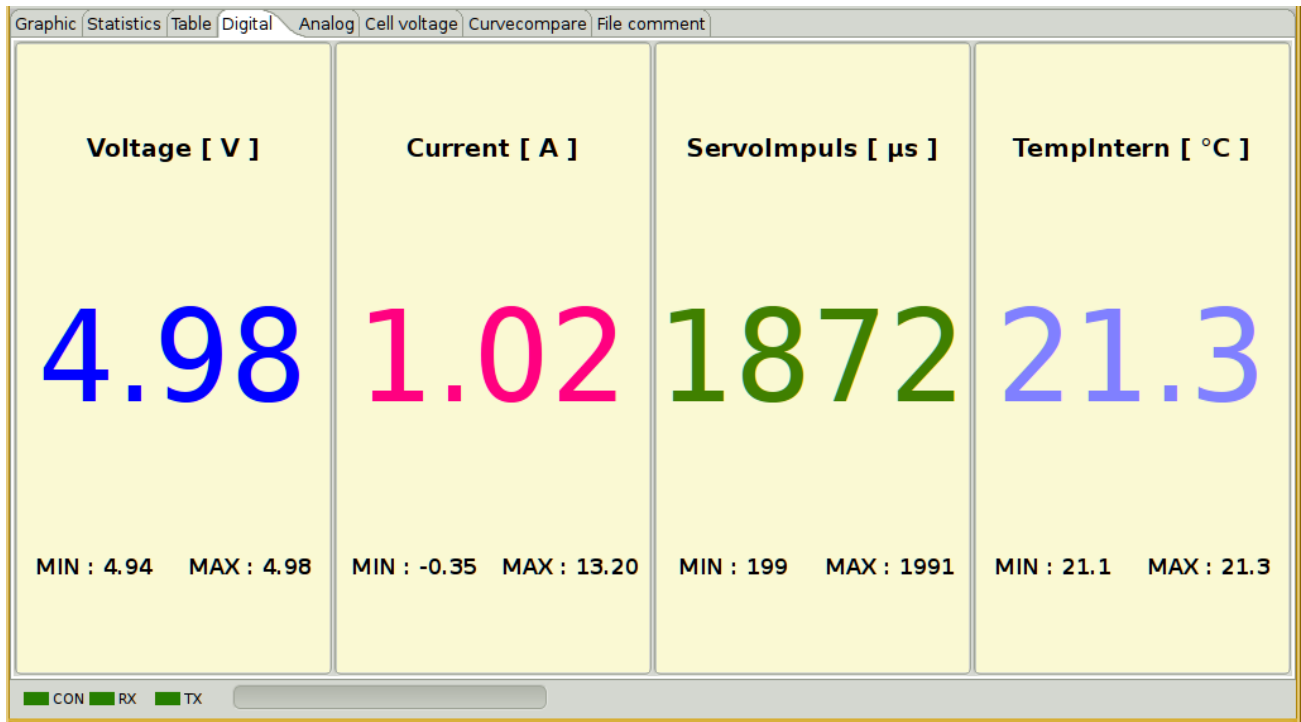 Graphic Statistics Table Digital Analog Cell voltage Curvecompare File comment
Voltage [ V ] Current [ A ] ServoImpuls [ µs ] TempIntern [ °C ]
4.98 1.02 1872 21.3
MIN : 4.94 MAX : 4.98 MIN : -0.35 MAX : 13.20 MIN : 199 MAX : 1991 MIN : 21.1 MAX : 21.3
CON RX TX